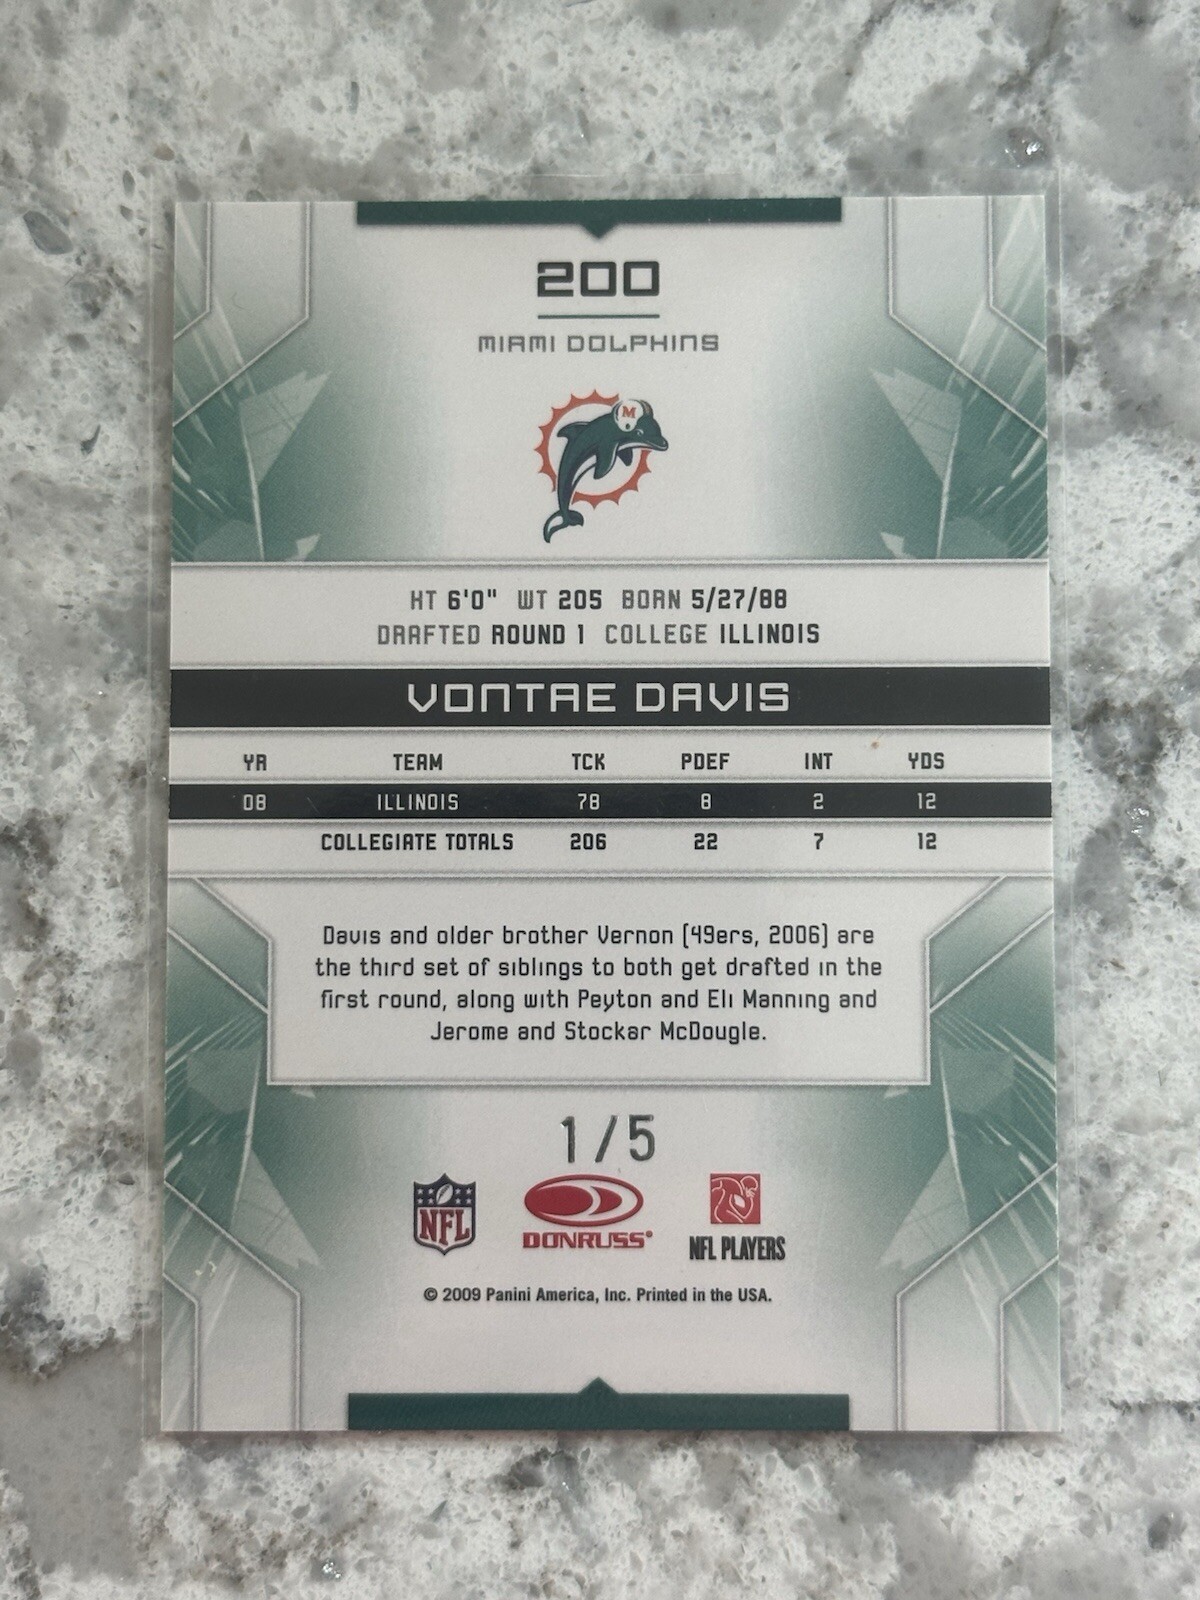 200
MIAMI DOLPHINS
M
HT 6'0" WT 205 BORN 5/27/88
DRAFTED ROUND 1 COLLEGE ILLINOIS
VONTAE DAVIS
YR TEAM TCK PDEF INT YDS
08 ILLINOIS 78 8 2 12
COLLEGIATE TOTALS 206 22 7 12
Davis and older brother Vernon (49ers, 2006) are
the third set of siblings to both get drafted in the
first round, along with Peyton and Eli Manning and
Jerome and Stockar McDougle.
1/5
NFL DONRUSS® NFL PLAYERS
© 2009 Panini America, Inc. Printed in the USA.